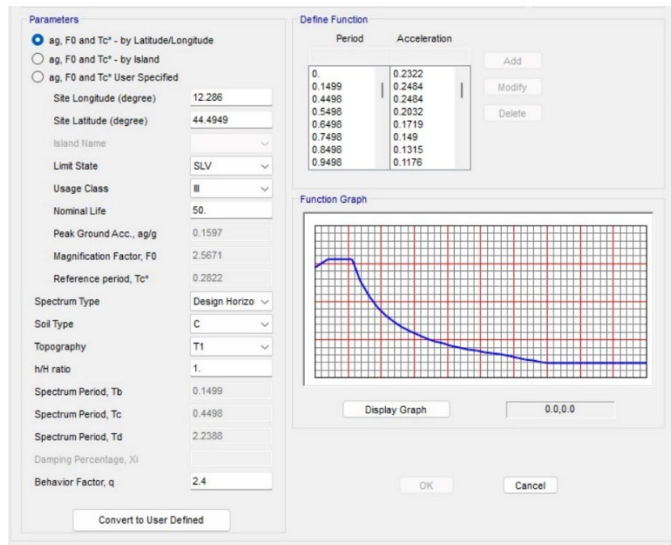 Parameters
ag, F0 and Tc* - by Latitude/Longitude
ag, F0 and Tc* - by Island
ag, F0 and Tc* User Specified
Site Longitude (degree) 12.286
Site Latitude (degree) 44.4949
Island Name
Limit State SLV
Usage Class III
Nominal Life 50.
Peak Ground Acc., ag/g 0.1597
Magnification Factor, F0 2.5671
Reference period, Tc* 0.2822
Spectrum Type Design Horizo
Soil Type C
Topography T1
h/H ratio 1.
Spectrum Period, Tb 0.1499
Spectrum Period, Tc 0.4498
Spectrum Period, Td 2.2388
Damping Percentage, Xi
Behavior Factor, q 2.4
Convert to User Defined
Define Function
Period Acceleration
0. 0.2322
0.1499 0.2484
0.4498 0.2484
0.5498 0.2032
0.6498 0.1719
0.7498 0.149
0.8498 0.1315
0.9498 0.1176
Add
Modify
Delete
Function Graph
Display Graph 0.0,0.0
OK Cancel